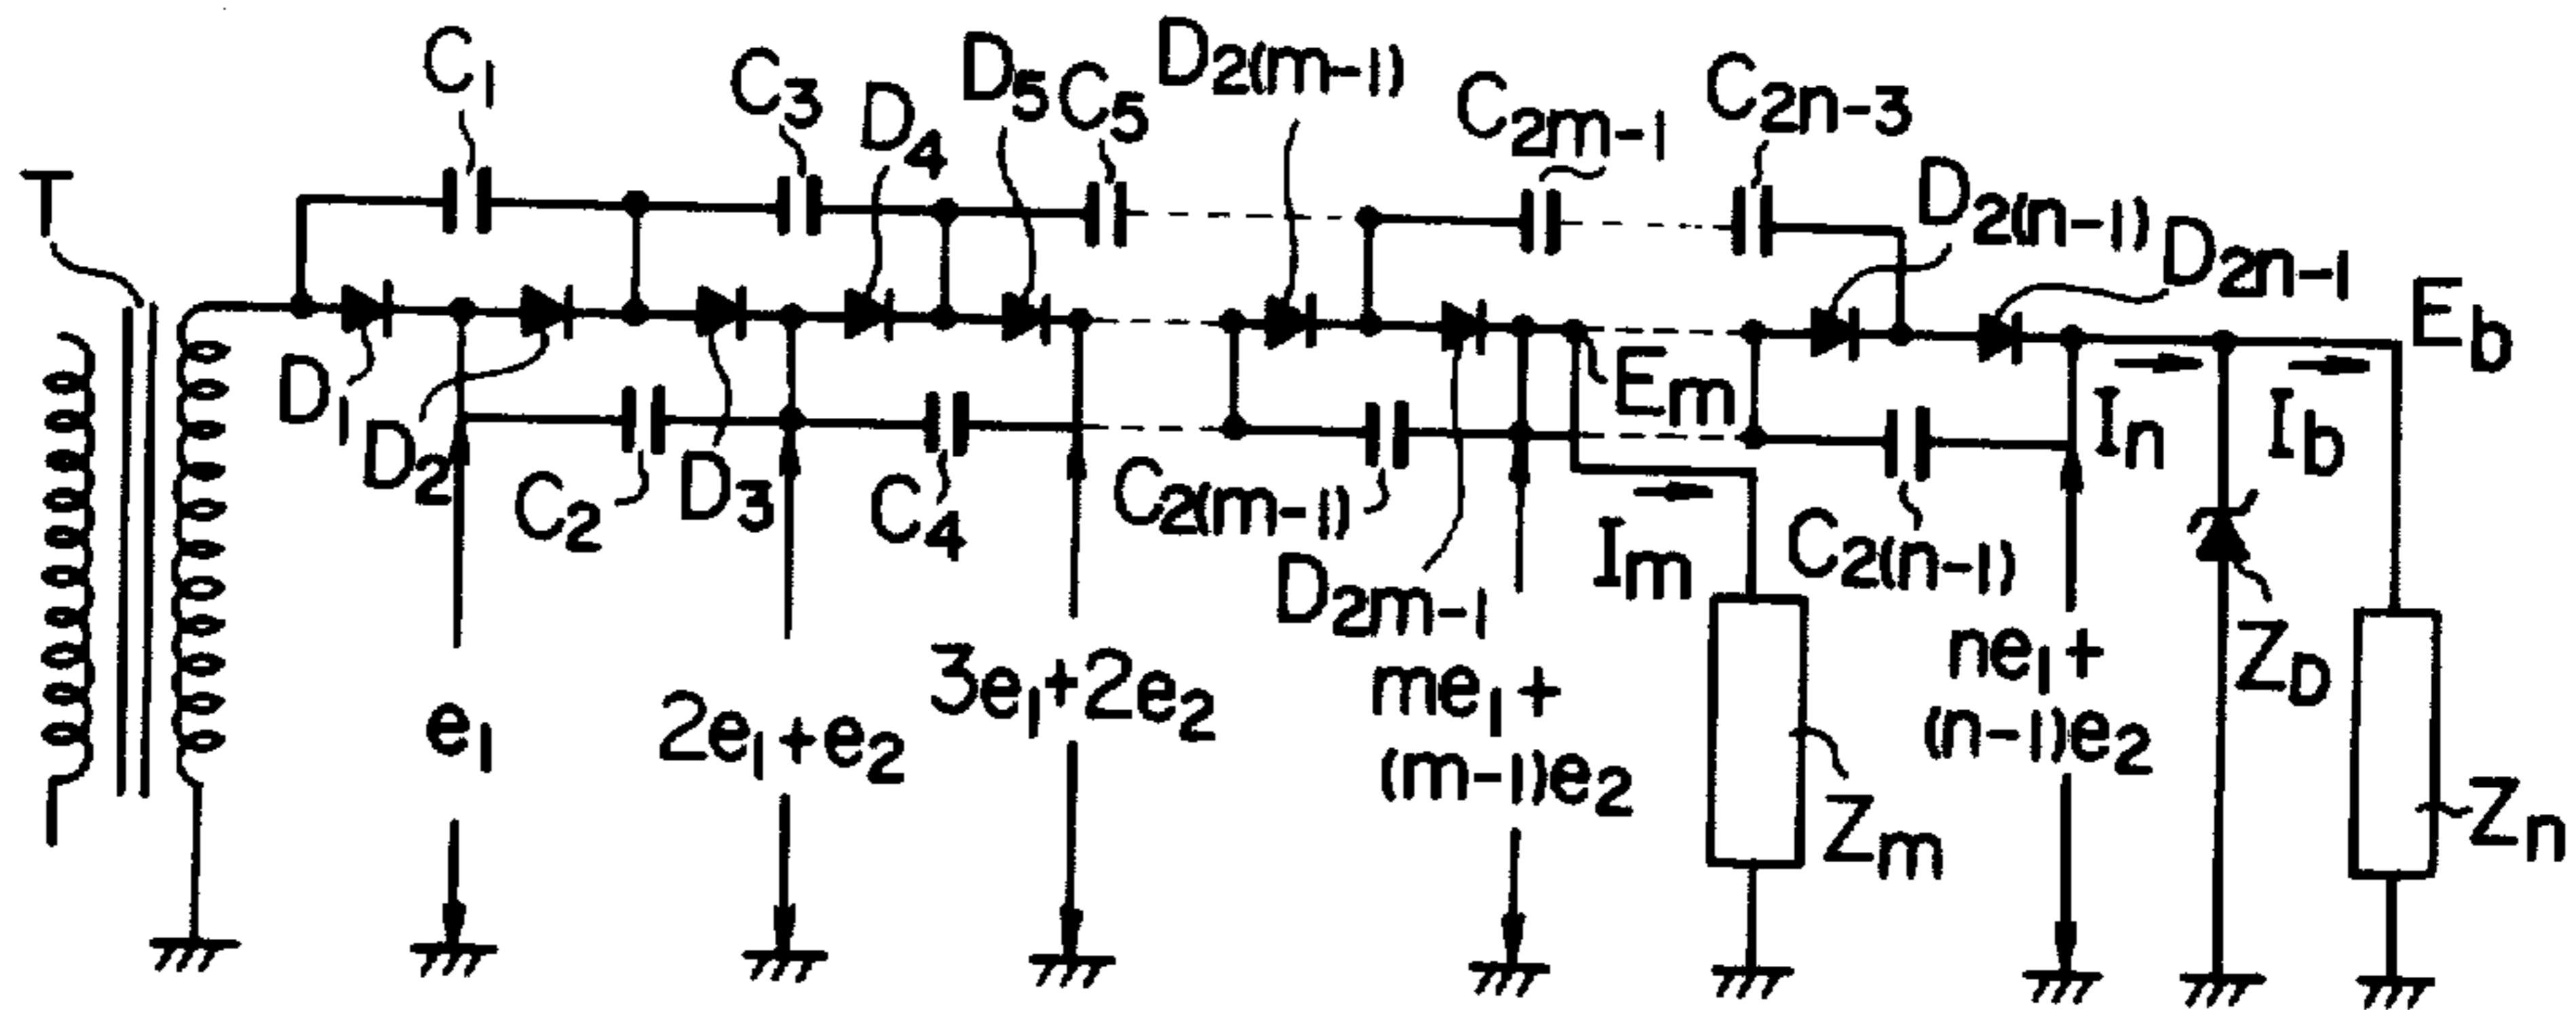 C1
C3
D4
D5
C5
D2(m-1)
C2m-1
C2n-3
D2(n-1)
D2n-1
T
Eb
D1
D2
C2
D3
C4
C2(m-1)
D2m-1
Em
Im
C2(n-1)
In
Ib
e1
2e1+e2
3e1+2e2
me1+
(m-1)e2
Zm
ne1+
(n-1)e2
ZD
Zn